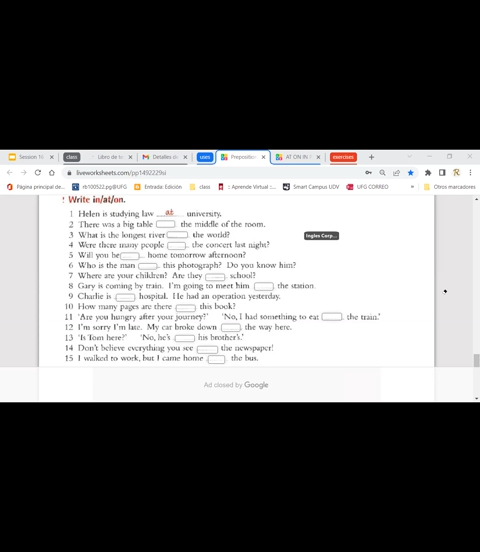 Session 1 class Libro de te Detalles de uses Preposition AT ON IN exercises
liveworksheets.com/pp1492229si
Página principal de... rb100522.pg@UFG Entrada: Edición class :: Aprende Virtual :... Smart Campus UDV UFG CORREO Otros marcadores
! Write in/at/on.
1 Helen is studying law at university.
2 There was a big table the middle of the room.
3 What is the longest river the world?
Ingles Corp...
4 Were there many people the concert last night?
5 Will you be home tomorrow afternoon?
6 Who is the man this photograph? Do you know him?
7 Where are your children? Are they school?
8 Gary is coming by train. I'm going to meet him the station.
9 Charlie is hospital. He had an operation yesterday.
10 How many pages are there this book?
11 'Are you hungry after your journey?' 'No, I had something to eat the train.'
12 I'm sorry I'm late. My car broke down the way here.
13 'Is Tom here?' 'No, he's his brother's.'
14 Don't believe everything you see the newspaper!
15 I walked to work, but I came home the bus.
Ad closed by Google